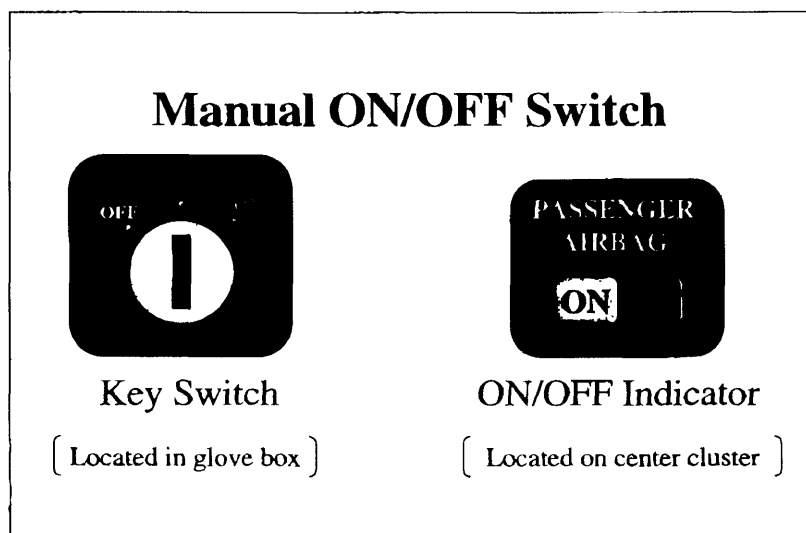 Manual ON/OFF Switch
OFF
PASSENGER
AIRBAG
ON
Key Switch
ON/OFF Indicator
[ Located in glove box ]
[ Located on center cluster ]